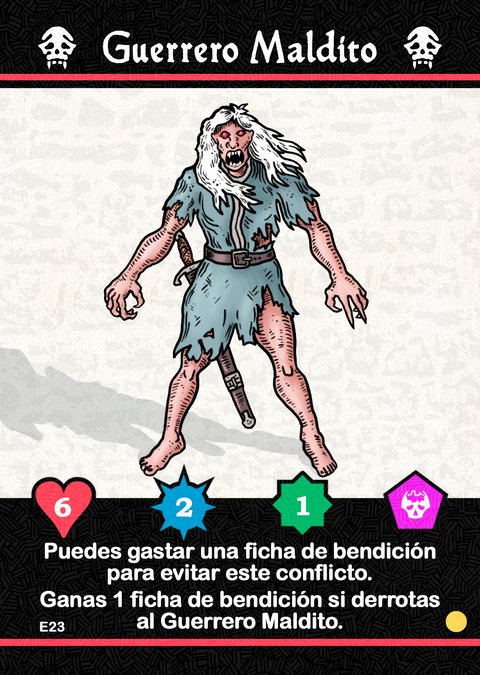 Guerrero Maldito
6
2
1
Puedes gastar una ficha de bendición
para evitar este conflicto.
Ganas 1 ficha de bendición si derrotas
al Guerrero Maldito.
E23